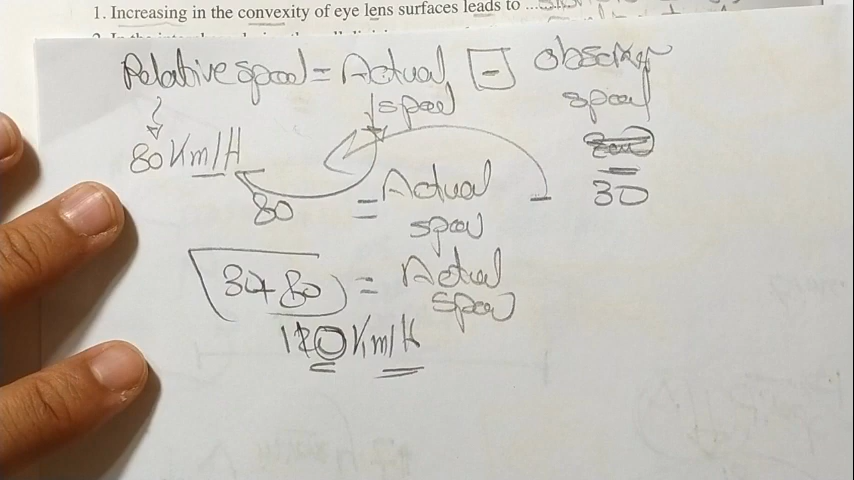 1. Increasing in the convexity of eye lens surfaces leads to ......
Relative speed = Actual speed - observer speed
80 Km/H
30
80 = Actual speed -
30+80 = Actual speed
110 Km/H